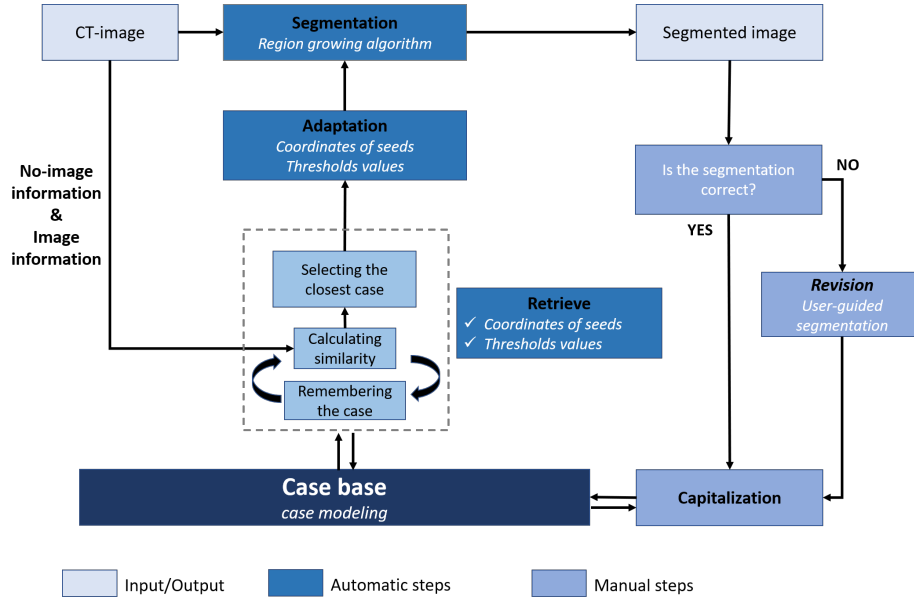 CT-image
Segmentation
Region growing algorithm
Segmented image
Adaptation
Coordinates of seeds
Thresholds values
No-image
information
&
Image
information
Is the segmentation
correct?
NO
YES
Selecting the
closest case
Retrieve
✓ Coordinates of seeds
✓ Thresholds values
Revision
User-guided
segmentation
Calculating
similarity
Remembering
the case
Case base
case modeling
Capitalization
Input/Output
Automatic steps
Manual steps